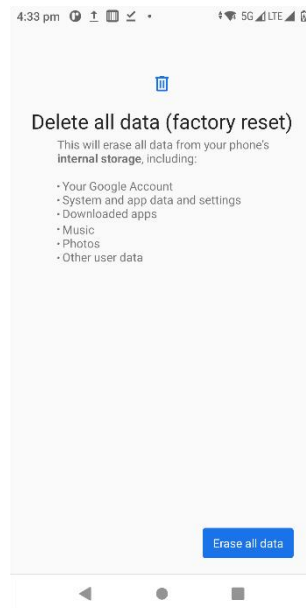 4:33 pm 5G LTE
Delete all data (factory reset)
This will erase all data from your phone's
internal storage, including:
• Your Google Account
• System and app data and settings
• Downloaded apps
• Music
• Photos
• Other user data
Erase all data